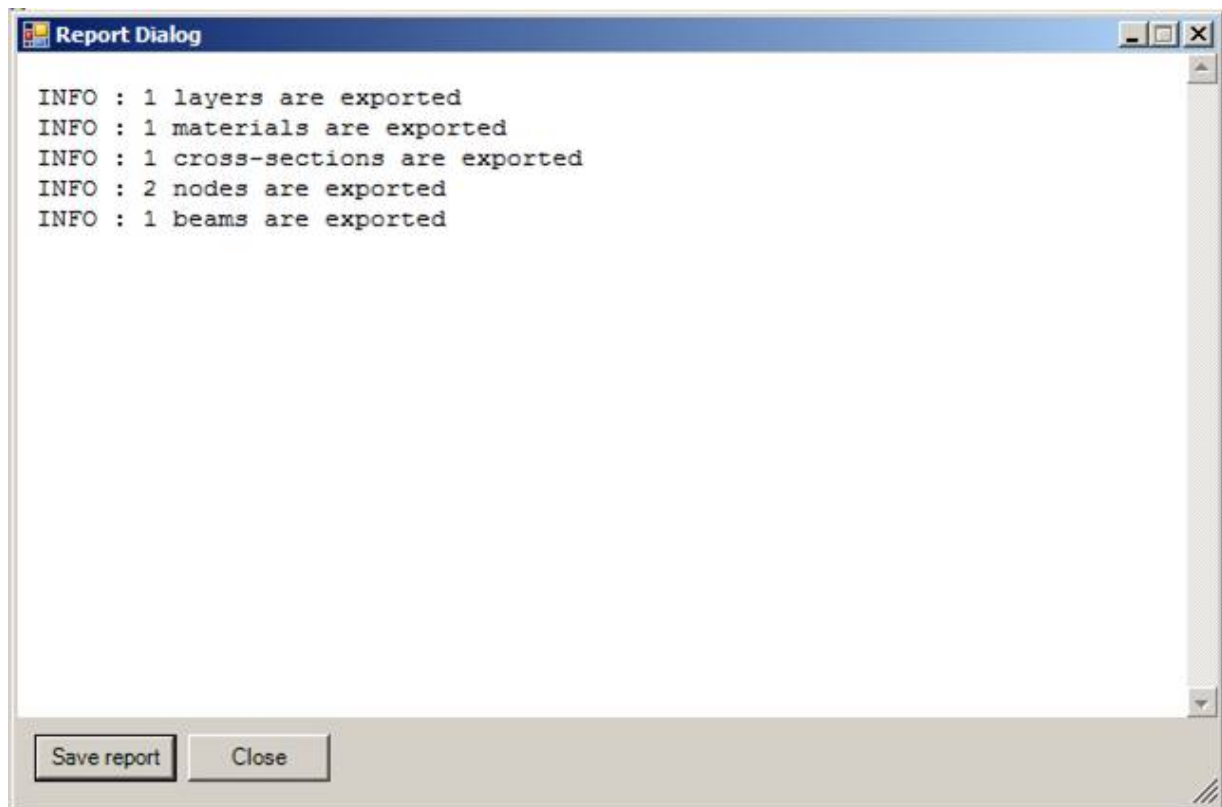 Report Dialog
INFO : 1 layers are exported
INFO : 1 materials are exported
INFO : 1 cross-sections are exported
INFO : 2 nodes are exported
INFO : 1 beams are exported
Save report
Close